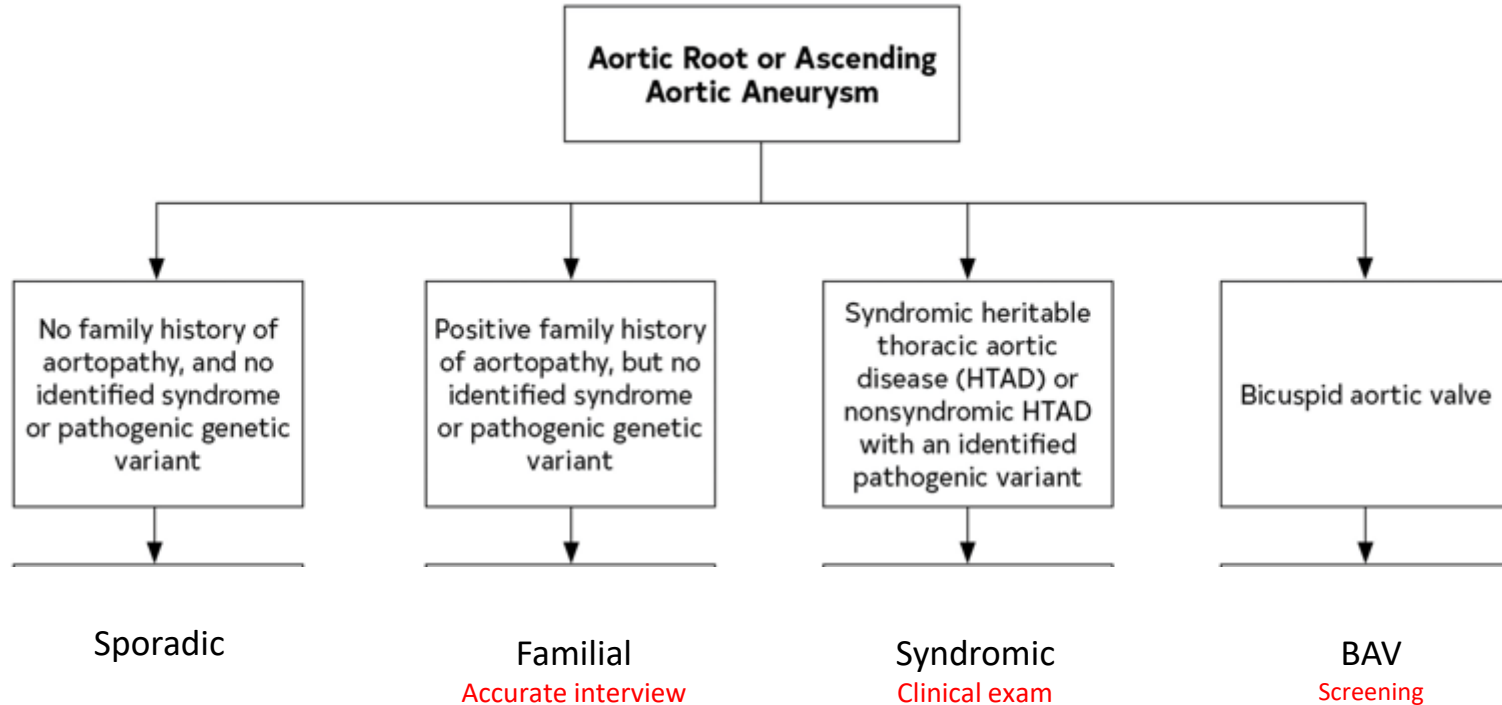 Aortic Root or Ascending
Aortic Aneurysm
No family history of
aortopathy, and no
identified syndrome
or pathogenic genetic
variant
Positive family history
of aortopathy, but no
identified syndrome
or pathogenic genetic
variant
Syndromic heritable
thoracic aortic
disease (HTAD) or
nonsyndromic HTAD
with an identified
pathogenic variant
Bicuspid aortic valve
Sporadic
Familial
Accurate interview
Syndromic
Clinical exam
BAV
Screening